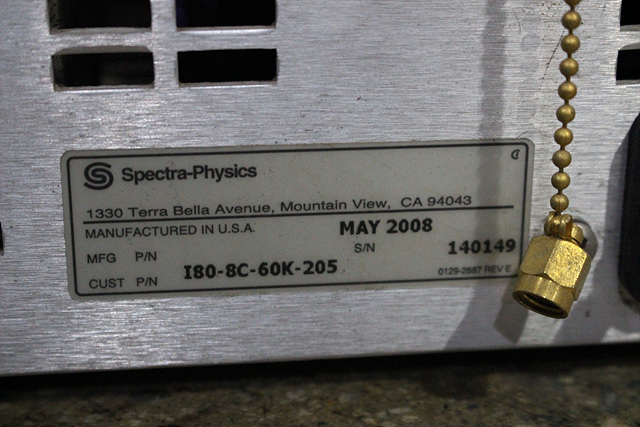 Spectra-Physics
1330 Terra Bella Avenue, Mountain View, CA 94043
MANUFACTURED IN U.S.A. MAY 2008
MFG P/N S/N 140149
CUST P/N I80-8C-60K-205 0129-2687 REV E